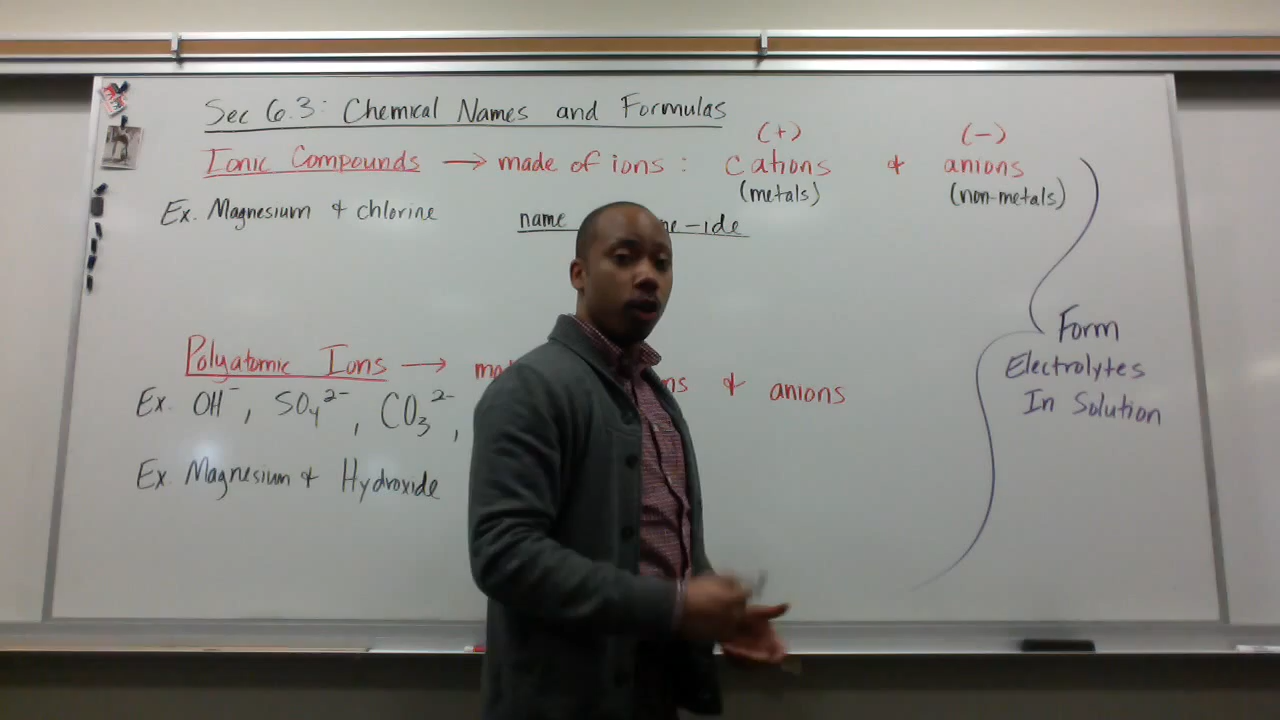 Sec 6.3: Chemical Names and Formulas
(+) (-)
Ionic Compounds → made of ions: cations & anions
(metals) (non-metals)
Ex. Magnesium & chlorine
name -ide
Form
Electrolytes
In Solution
Polyatomic Ions → & anions
Ex. OH⁻, SO₄²⁻, CO₃²⁻,
Ex. Magnesium & Hydroxide